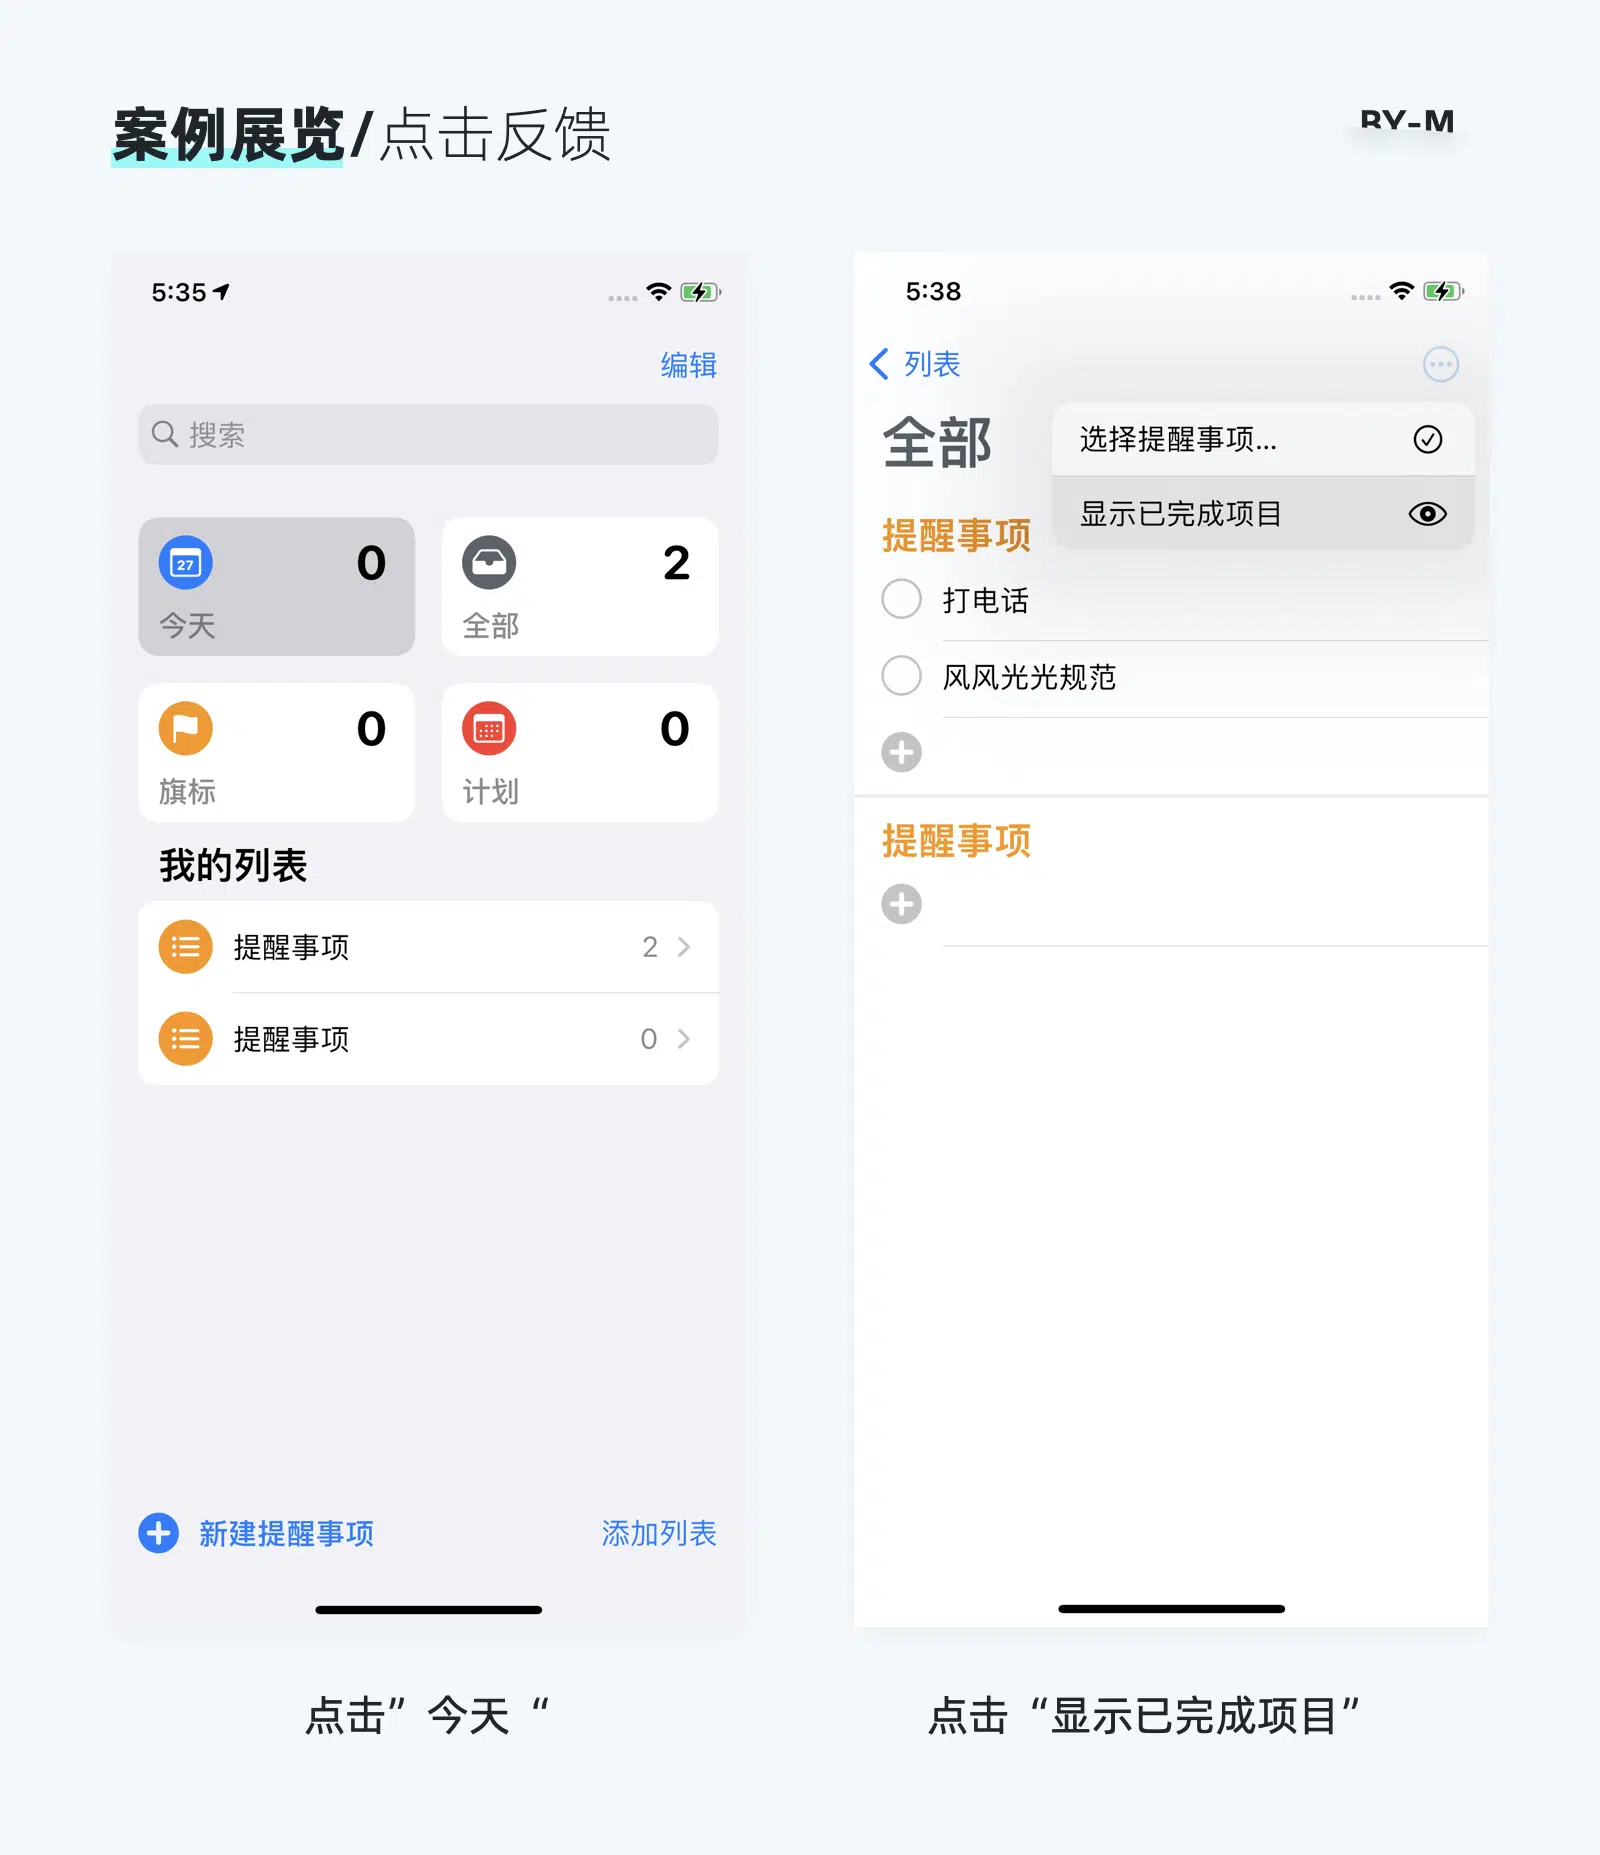 案例展览/点击反馈
BY-M
5:35
编辑
搜索
27
0
今天
2
全部
0
旗标
0
计划
我的列表
提醒事项
2
提醒事项
0
新建提醒事项
添加列表
点击”今天“
5:38
列表
全部
选择提醒事项...
显示已完成项目
提醒事项
打电话
风风光光规范
提醒事项
点击“显示已完成项目”